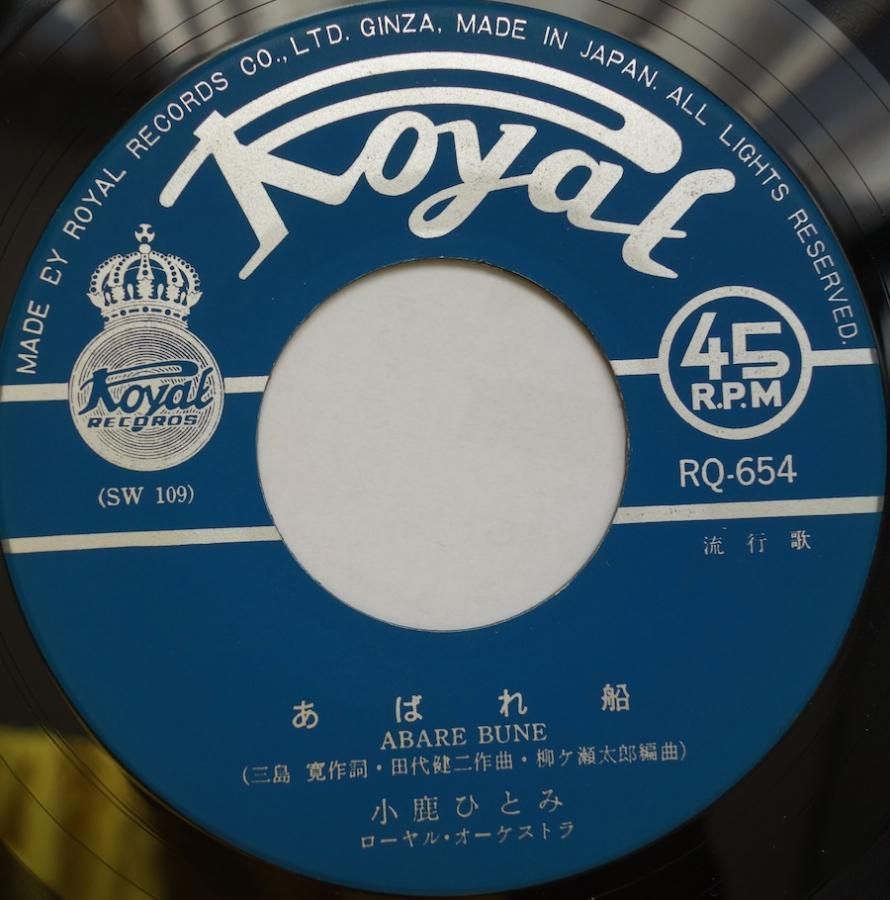 MADE BY ROYAL RECORDS CO., LTD. GINZA, MADE IN JAPAN. ALL LIGHTS RESERVED.
Royal
Royal
RECORDS
(SW 109)
45
R.P.M
RQ-654
流行歌
あばれ船
ABARE BUNE
(三島 寛作詞・田代健二作曲・柳ケ瀬太郎編曲)
小鹿ひとみ
ローヤル・オーケストラ